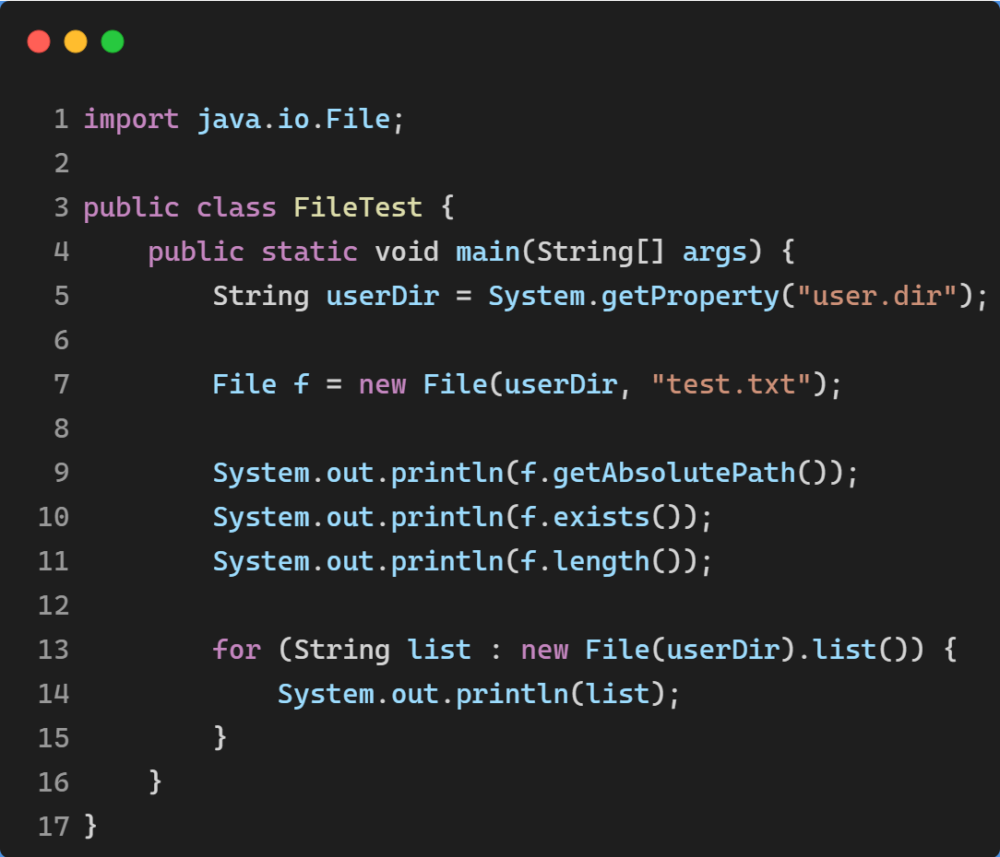 1 import java.io.File;
2
3 public class FileTest {
4     public static void main(String[] args) {
5         String userDir = System.getProperty("user.dir");
6
7         File f = new File(userDir, "test.txt");
8
9         System.out.println(f.getAbsolutePath());
10         System.out.println(f.exists());
11         System.out.println(f.length());
12
13         for (String list : new File(userDir).list()) {
14             System.out.println(list);
15         }
16     }
17 }